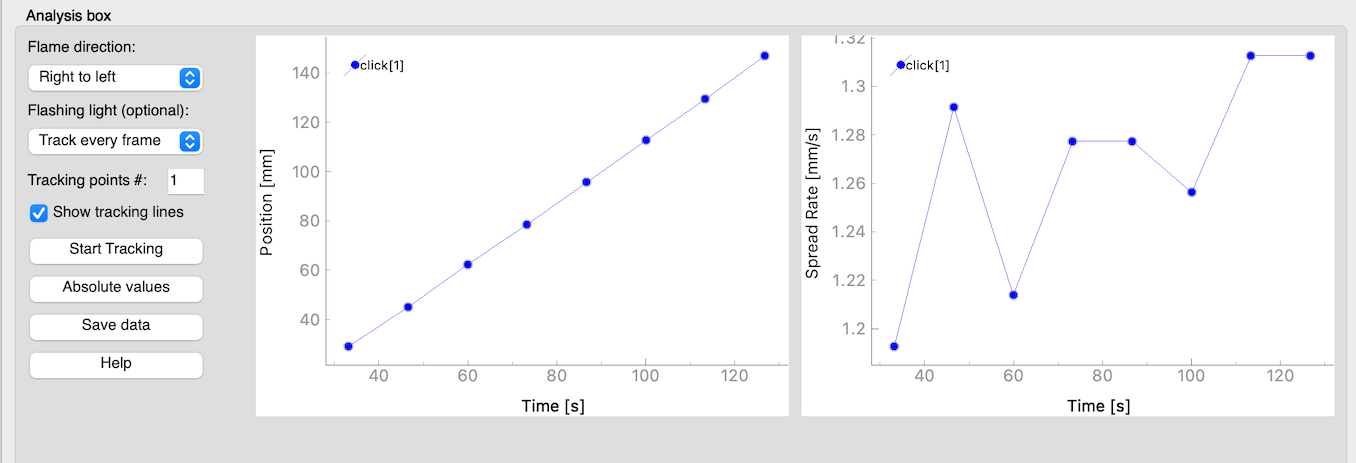 Analysis box
Flame direction:
Right to left
Flashing light (optional):
Track every frame
Tracking points #:
1
Show tracking lines
Start Tracking
Absolute values
Save data
Help
click[1]
Position [mm]
140
120
100
80
60
40
40
60
80
100
120
Time [s]
click[1]
Spread Rate [mm/s]
1.32
1.3
1.28
1.26
1.24
1.22
1.2
40
60
80
100
120
Time [s]